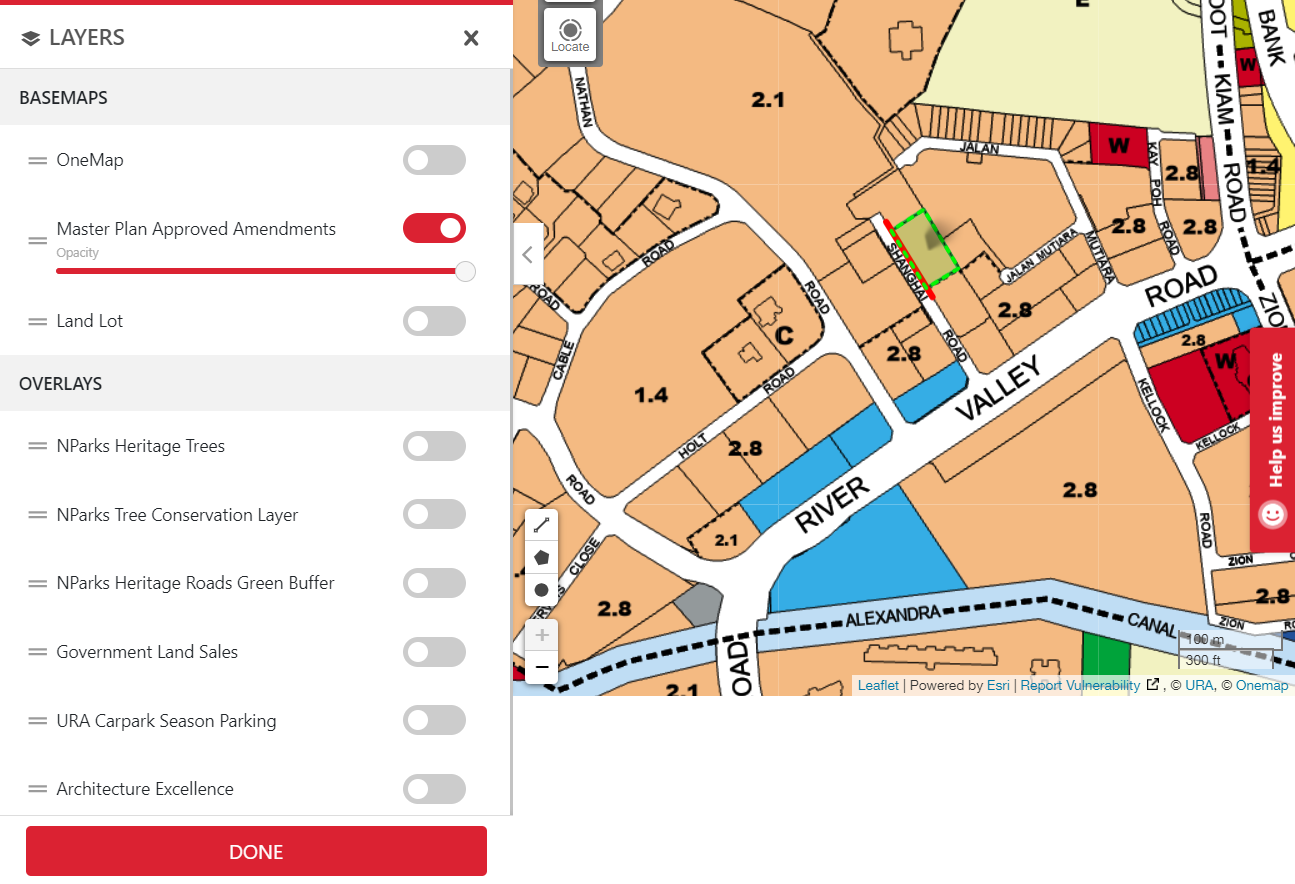 LAYERS
BASEMAPS
OneMap
Master Plan Approved Amendments
Opacity
Land Lot
OVERLAYS
NParks Heritage Trees
NParks Tree Conservation Layer
NParks Heritage Roads Green Buffer
Government Land Sales
URA Carpark Season Parking
Architecture Excellence
DONE
Locate
E
BANK
W
KIAM
NATHAN
2.1
JALAN
W
KAY POH ROAD
2.8
1.4
ROAD
2.8
2.8
ROAD
SHANGHAI
JALAN MUTIARA
MUTIARA
ROAD
ROAD
ROAD
ZION
2.8
C
2.8
ROAD
2.8
W
CABLE
1.4
ROAD
VALLEY
KELLOCK
KELLOCK
HOLT
2.8
ROAD
RIVER
2.8
2.1
ROAD
CLOSE
ZION
2.8
2.8
ALEXANDRA
CANAL
ZION
100 m
300 ft
ROAD
2.1
Help us improve
Leaflet | Powered by Esri | Report Vulnerability , © URA, © Onemap